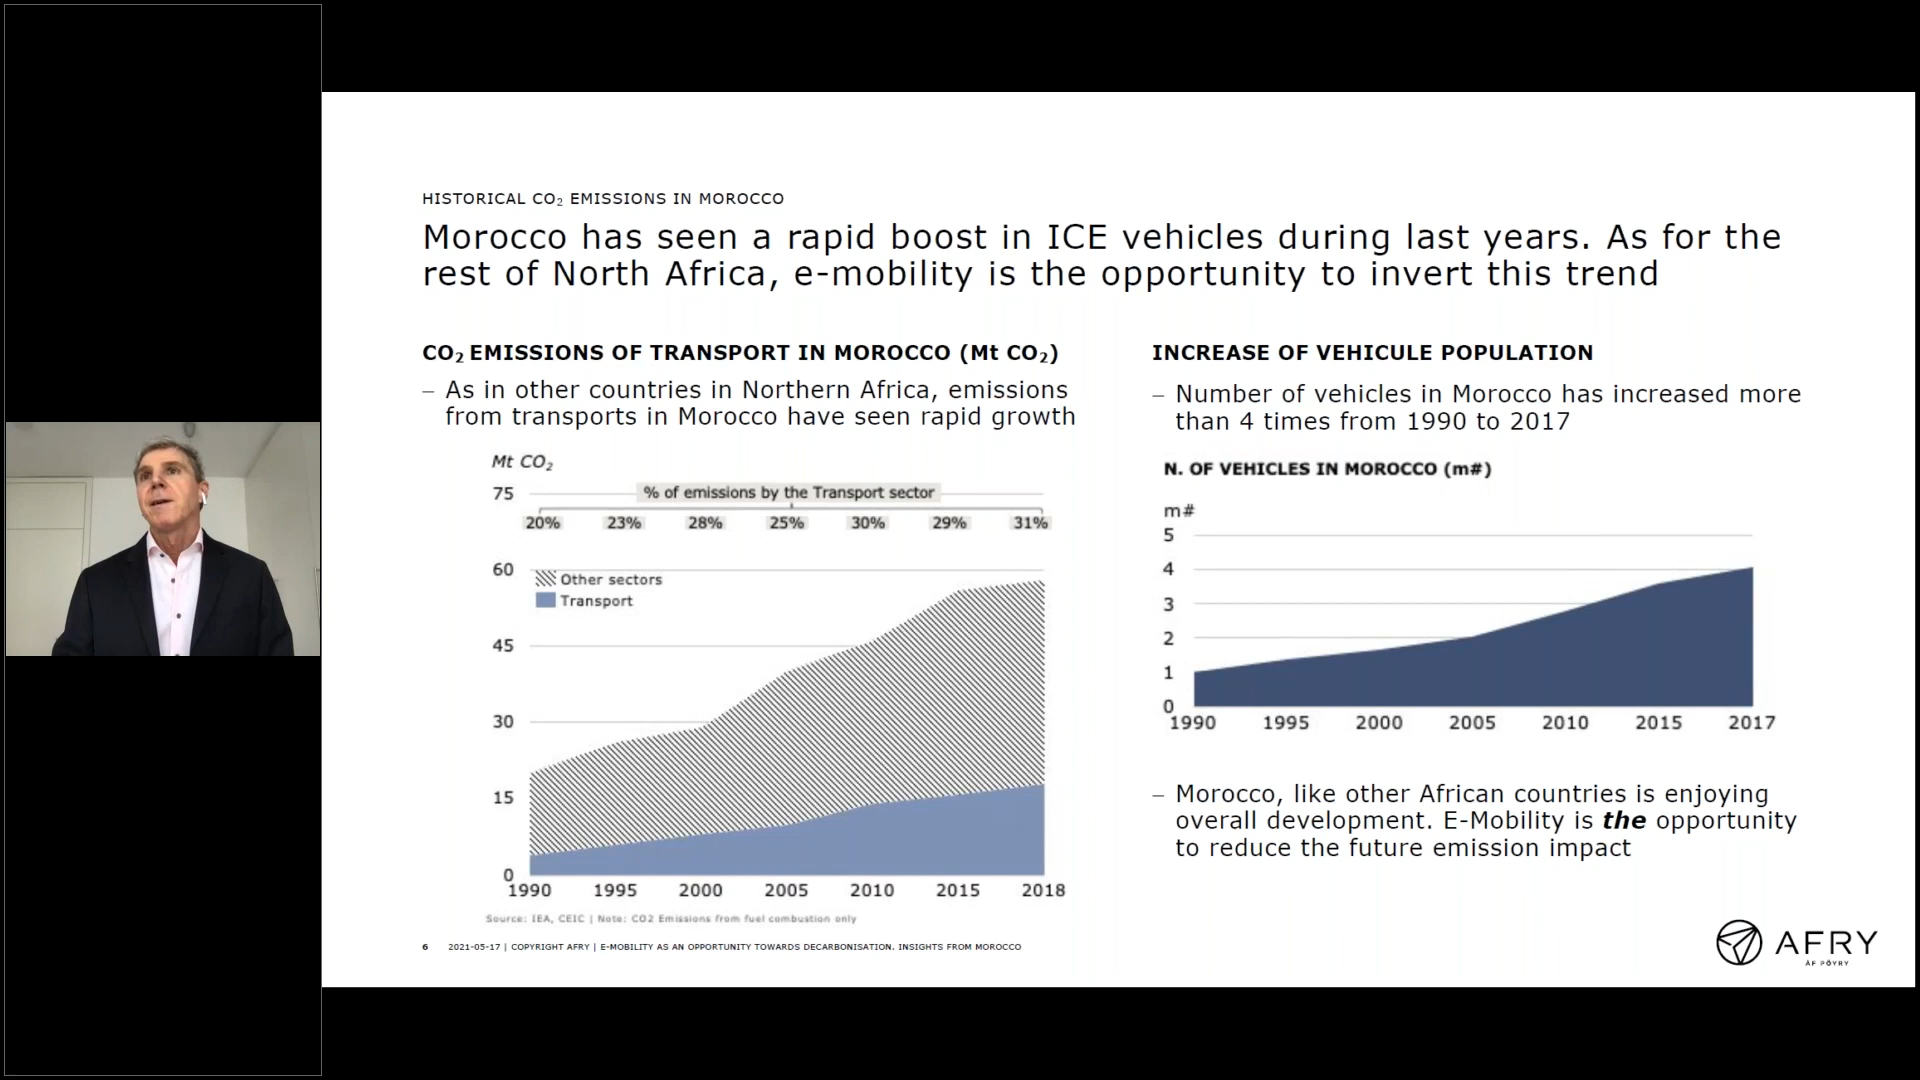 HISTORICAL CO₂ EMISSIONS IN MOROCCO
Morocco has seen a rapid boost in ICE vehicles during last years. As for the
rest of North Africa, e-mobility is the opportunity to invert this trend
CO₂ EMISSIONS OF TRANSPORT IN MOROCCO (Mt CO₂)
– As in other countries in Northern Africa, emissions
from transports in Morocco have seen rapid growth
Mt CO₂
75
% of emissions by the Transport sector
20% 23% 28% 25% 30% 29% 31%
60
Other sectors
Transport
45
30
15
0
1990 1995 2000 2005 2010 2015 2018
Source: IEA, CEIC | Note: CO2 Emissions from fuel combustion only
INCREASE OF VEHICULE POPULATION
– Number of vehicles in Morocco has increased more
than 4 times from 1990 to 2017
N. OF VEHICLES IN MOROCCO (m#)
m#
5
4
3
2
1
0
1990 1995 2000 2005 2010 2015 2017
– Morocco, like other African countries is enjoying
overall development. E-Mobility is the opportunity
to reduce the future emission impact
6 2021-05-17 | COPYRIGHT AFRY | E-MOBILITY AS AN OPPORTUNITY TOWARDS DECARBONISATION. INSIGHTS FROM MOROCCO
AFRY
ÅF PÖYRY